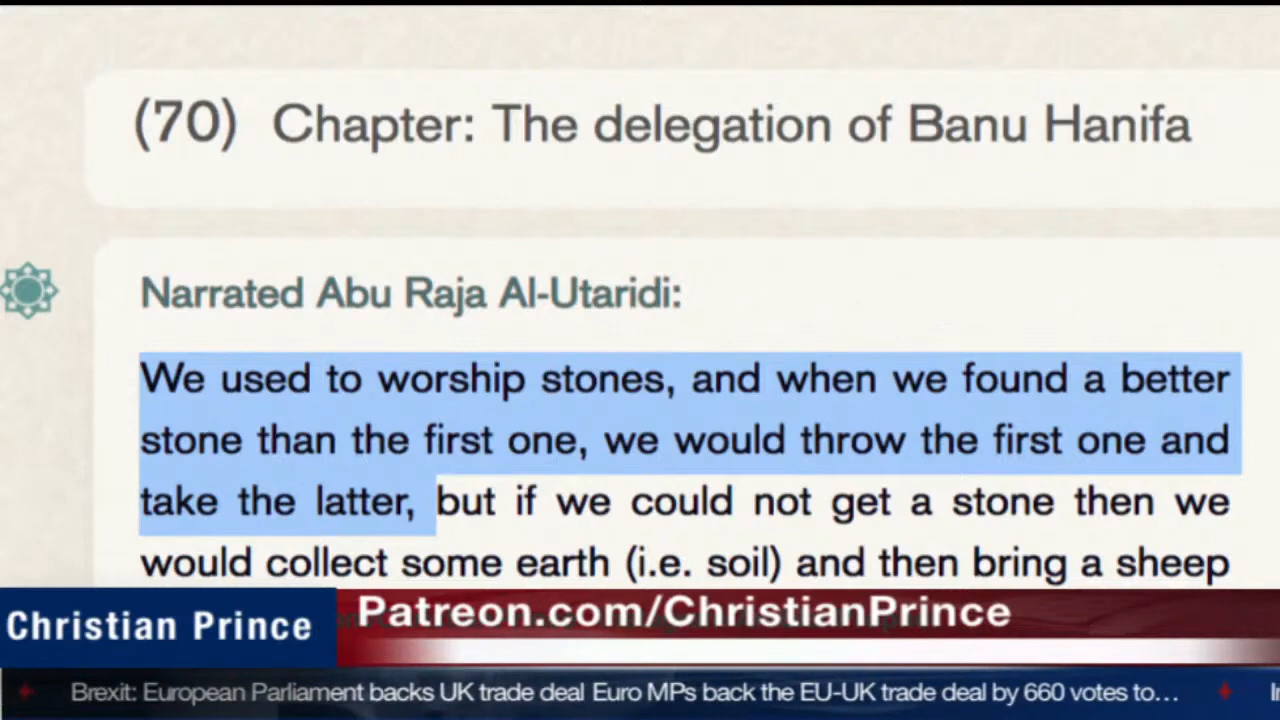 (70) Chapter: The delegation of Banu Hanifa
Narrated Abu Raja Al-Utaridi:
We used to worship stones, and when we found a better
stone than the first one, we would throw the first one and
take the latter, but if we could not get a stone then we
would collect some earth (i.e. soil) and then bring a sheep
Patreon.com/ChristianPrince
Christian Prince
Brexit: European Parliament backs UK trade deal Euro MPs back the EU-UK trade deal by 660 votes to…